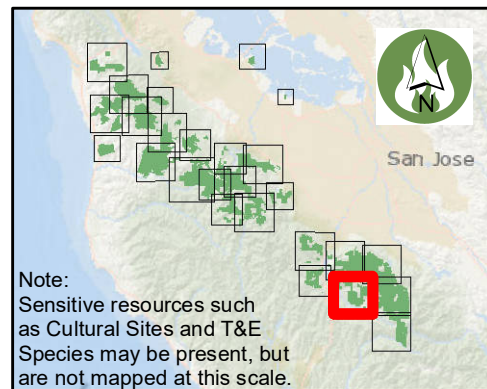 N
San Jose
Note:
Sensitive resources such
as Cultural Sites and T&E
Species may be present, but
are not mapped at this scale.